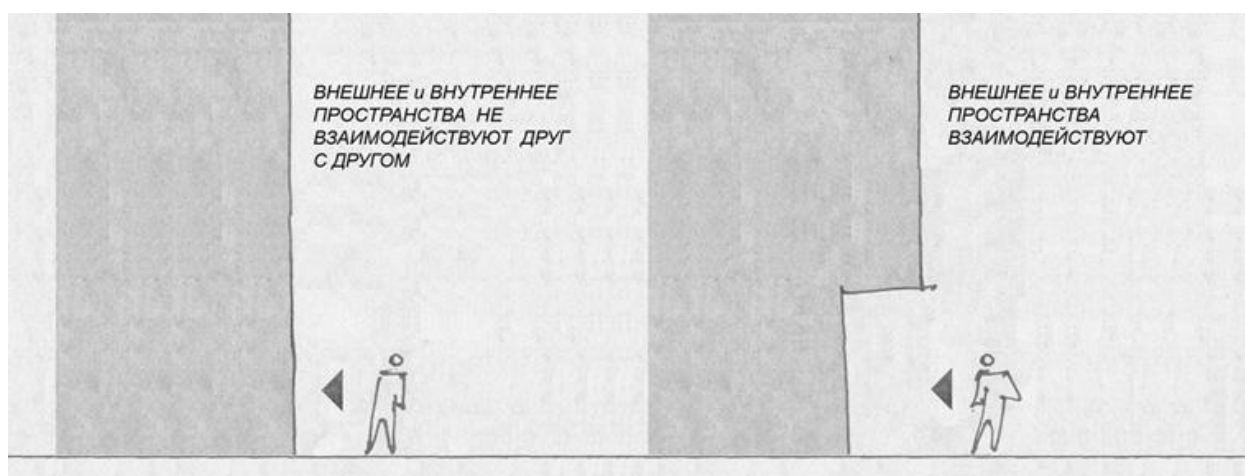 ВНЕШНЕЕ и ВНУТРЕННЕЕ
ПРОСТРАНСТВА НЕ
ВЗАИМОДЕЙСТВУЮТ ДРУГ
С ДРУГОМ
ВНЕШНЕЕ и ВНУТРЕННЕЕ
ПРОСТРАНСТВА
ВЗАИМОДЕЙСТВУЮТ